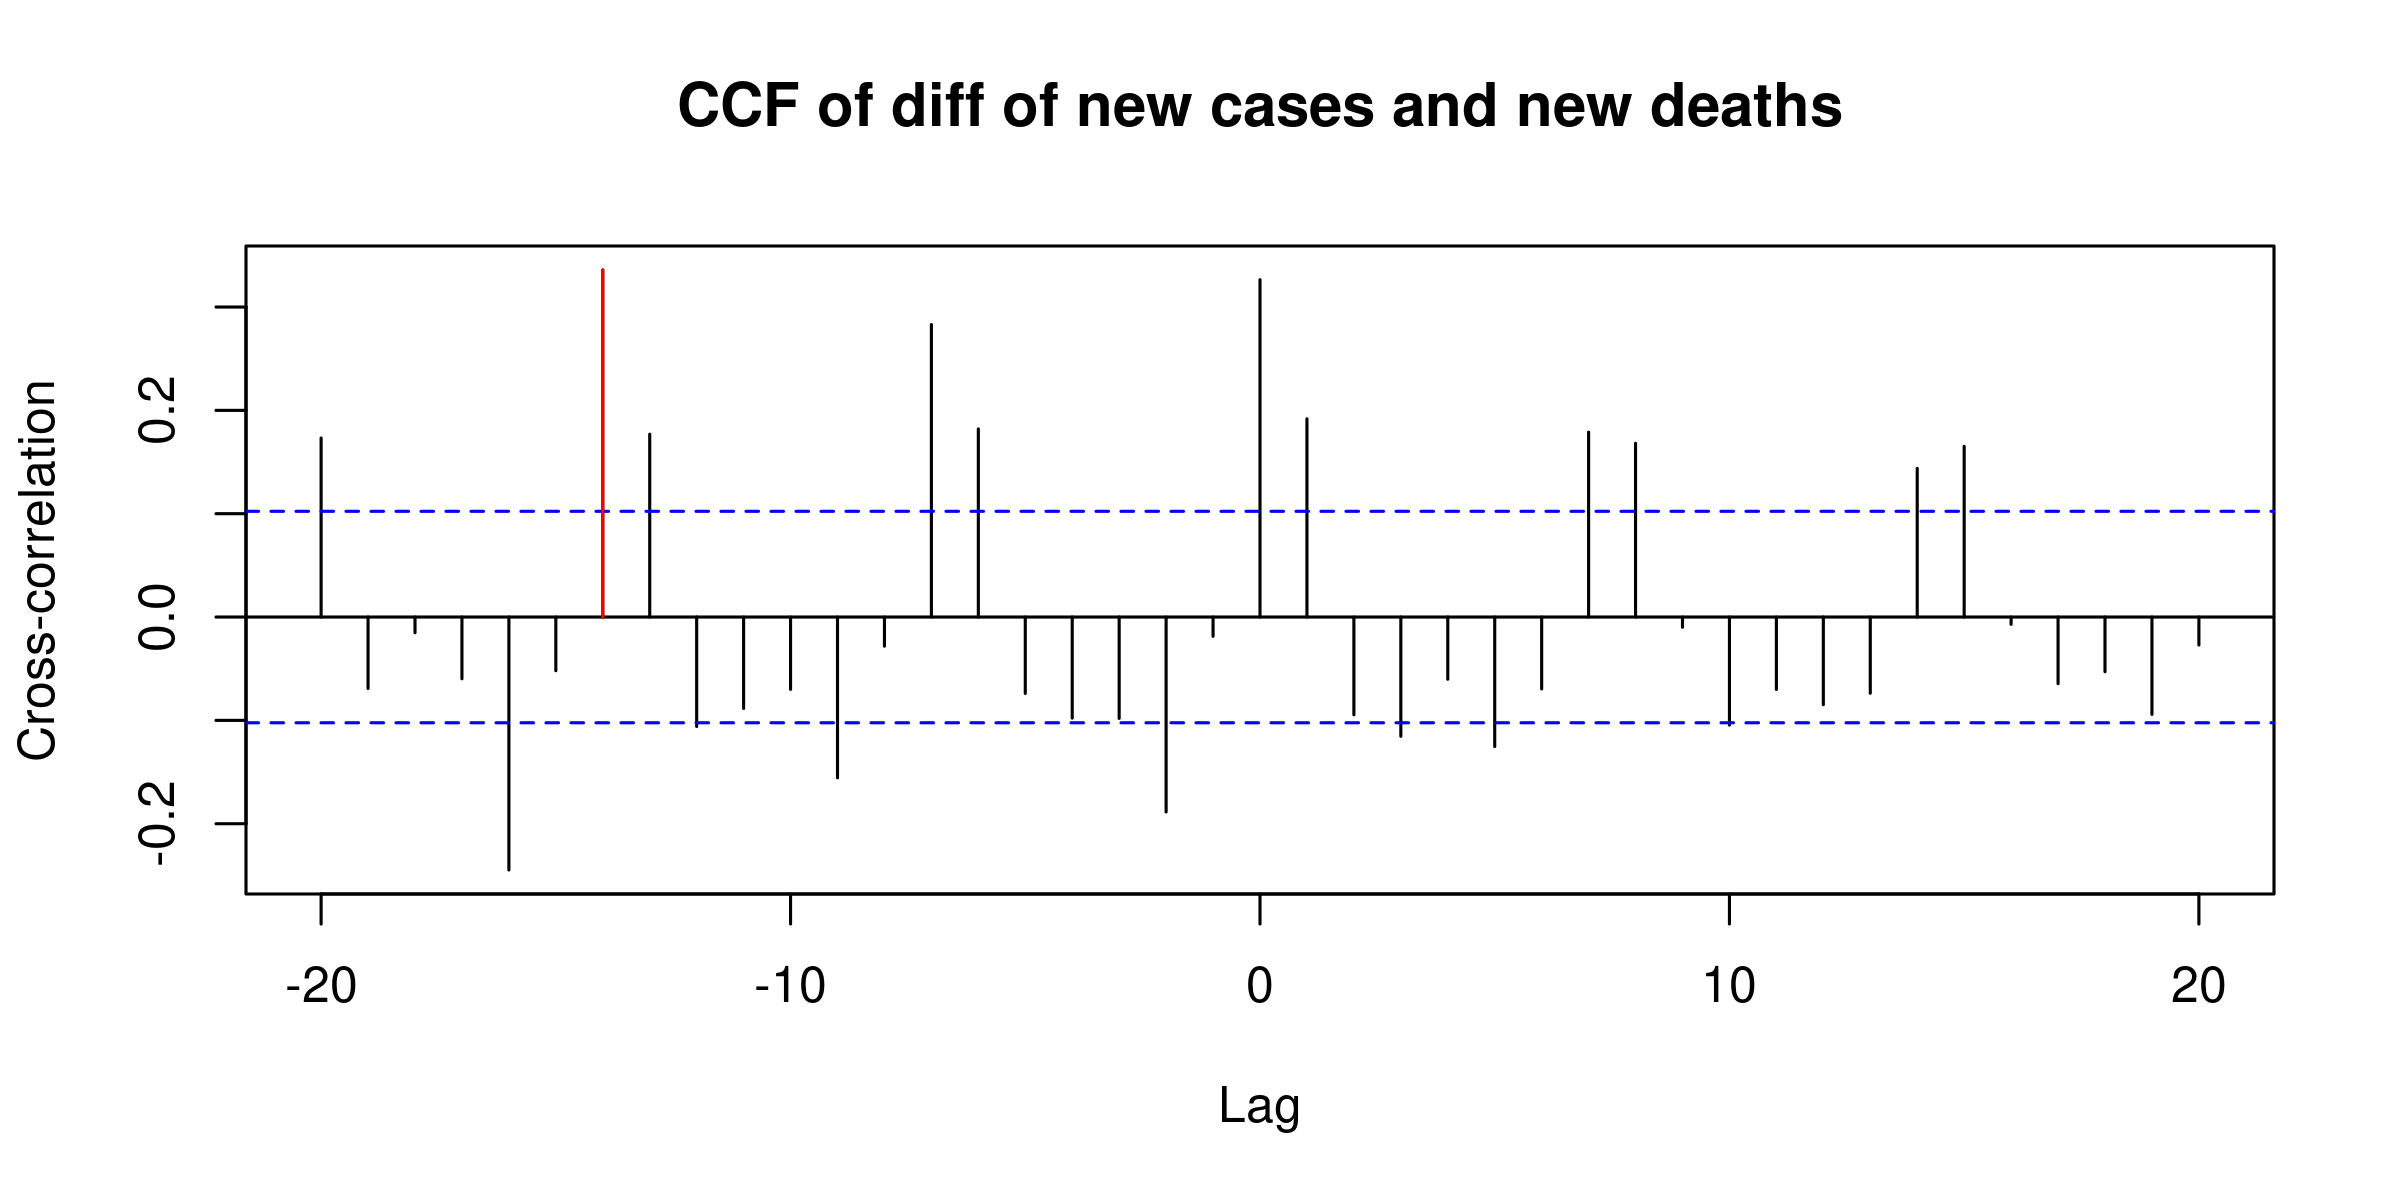 CCF of diff of new cases and new deaths
Cross-correlation
0.2
0.0
-0.2
-20 -10 0 10 20
Lag